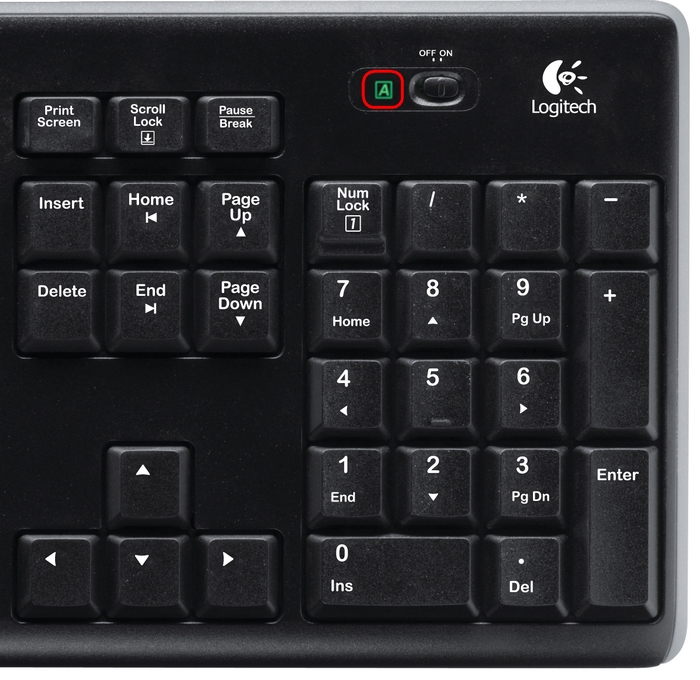 OFF ON
A
Logitech
Print
Screen
Scroll
Lock
Pause
Break
Insert
Home
Page
Up
Num
Lock
1
/
*
−
Delete
End
Page
Down
7
Home
8
9
Pg Up
+
4
5
6
1
End
2
3
Pg Dn
Enter
0
Ins
.
Del